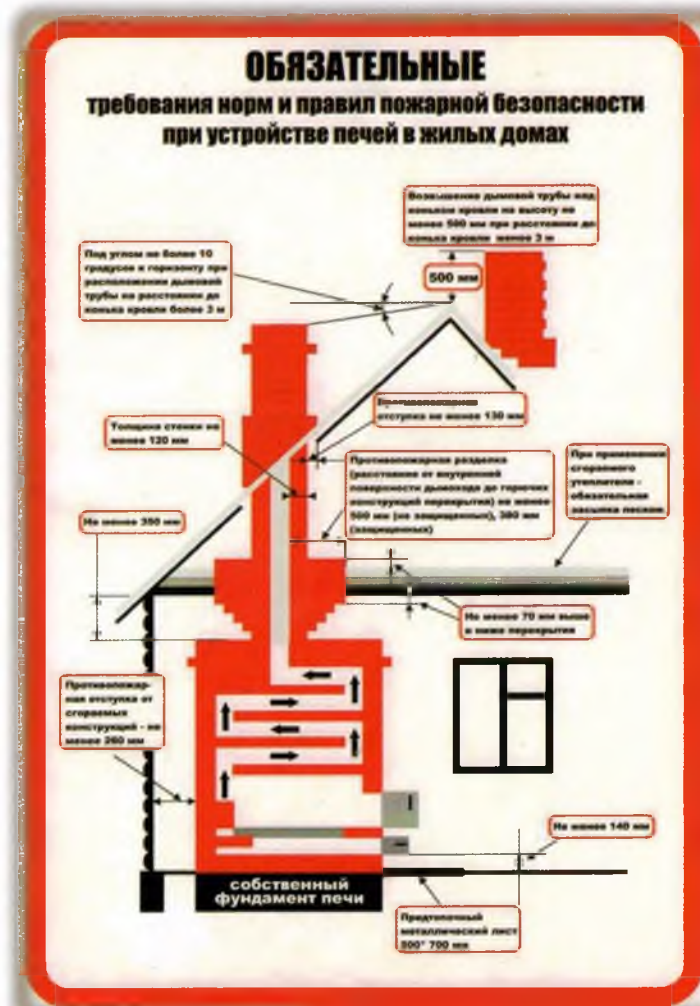 ОБЯЗАТЕЛЬНЫЕ
требования норм и правил пожарной безопасности
при устройстве печей в жилых домах
Возвышение дымовой трубы над
коньком кровли на высоту не
менее 500 мм при расстоянии до
конька кровли менее 3 м
500 мм
Под углом не более 10
градусов к горизонту при
расположении дымовой
трубы на расстоянии до
конька кровли более 3 м
Противопожарная
отступка не менее 130 мм
Толщина стенки не
менее 120 мм
Противопожарная разделка
(расстояние от внутренней
поверхности дымохода до горючих
конструкций перекрытия) не менее
500 мм (не защищенных), 380 мм
(защищенных)
При применении
сгораемого
утеплителя -
обязательная
засыпка песком
Не менее 350 мм
Не менее 70 мм выше
и ниже перекрытия
Противопожар-
ная отступка от
сгораемых
конструкций - не
менее 260 мм
Не менее 140 мм
собственный
фундамент печи
Предтопочный
металлический лист
500* 700 мм